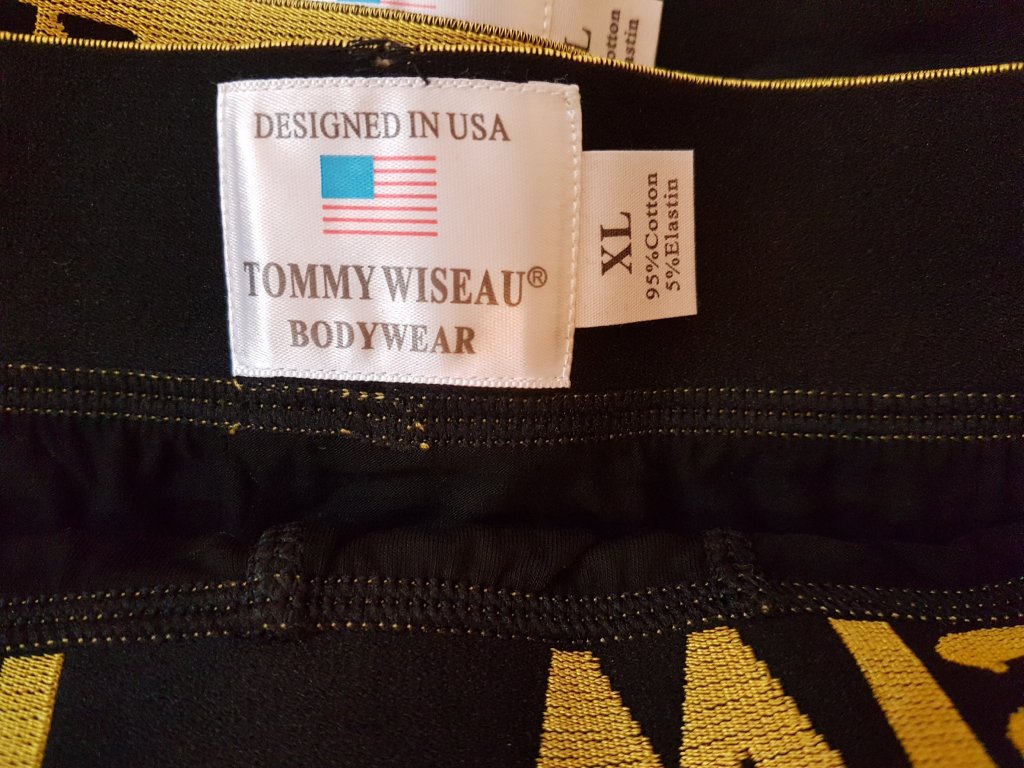 DESIGNED IN USA
TOMMY WISEAU®
BODYWEAR
XL
95%Cotton
5%Elastin